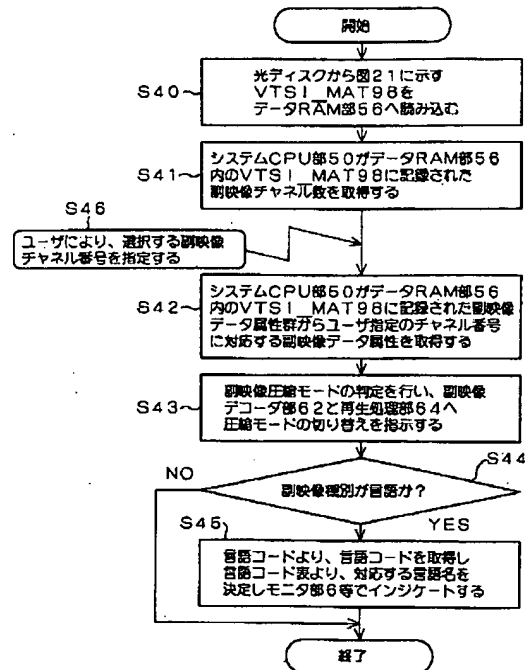 開始
S40
光ディスクから図21に示す
VTSI_MAT98を
データRAM部56へ読み込む
S41
システムCPU部50がデータRAM部56
内のVTSI_MAT98に記録された
副映像チャネル数を取得する
S46
ユーザにより、選択する副映像
チャネル番号を指定する
S42
システムCPU部50がデータRAM部56
内のVTSI_MAT98に記録された副映像
データ属性群からユーザ指定のチャネル番号
に対応する副映像データ属性を取得する
S43
副映像圧縮モードの判定を行い、副映像
デコーダ部62と再生処理部64へ
圧縮モードの切り替えを指示する
S44
副映像種別が言語か？
NO
YES
S45
言語コードより、言語コードを取得し
言語コード表より、対応する言語名を
決定しモニタ部6等でインジケートする
終了